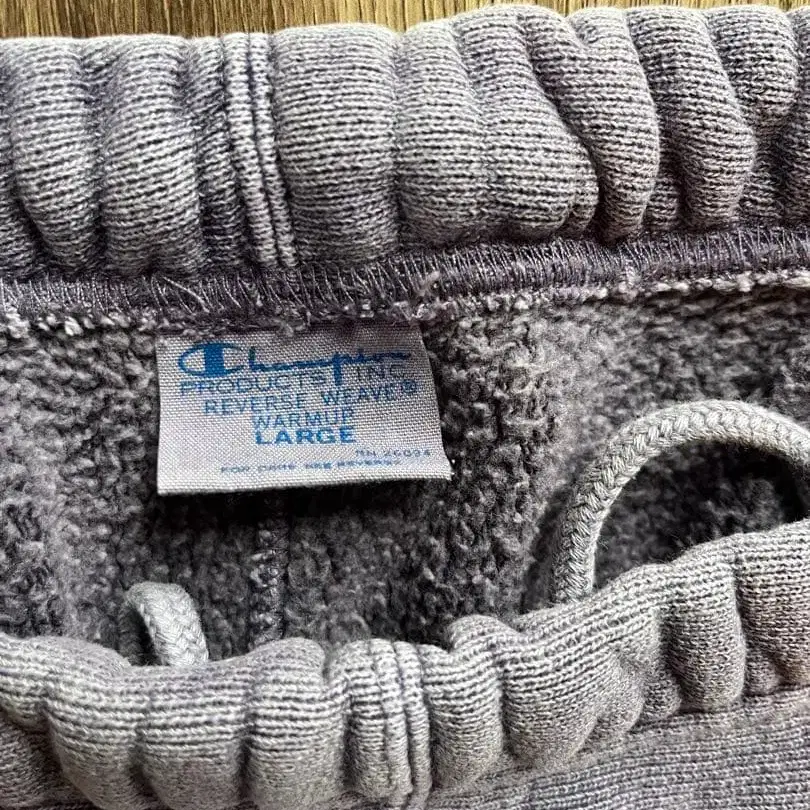 Champion
PRODUCTS INC.
REVERSE WEAVE®
WARMUP
LARGE
RN 26094
FOR CARE SEE REVERSE